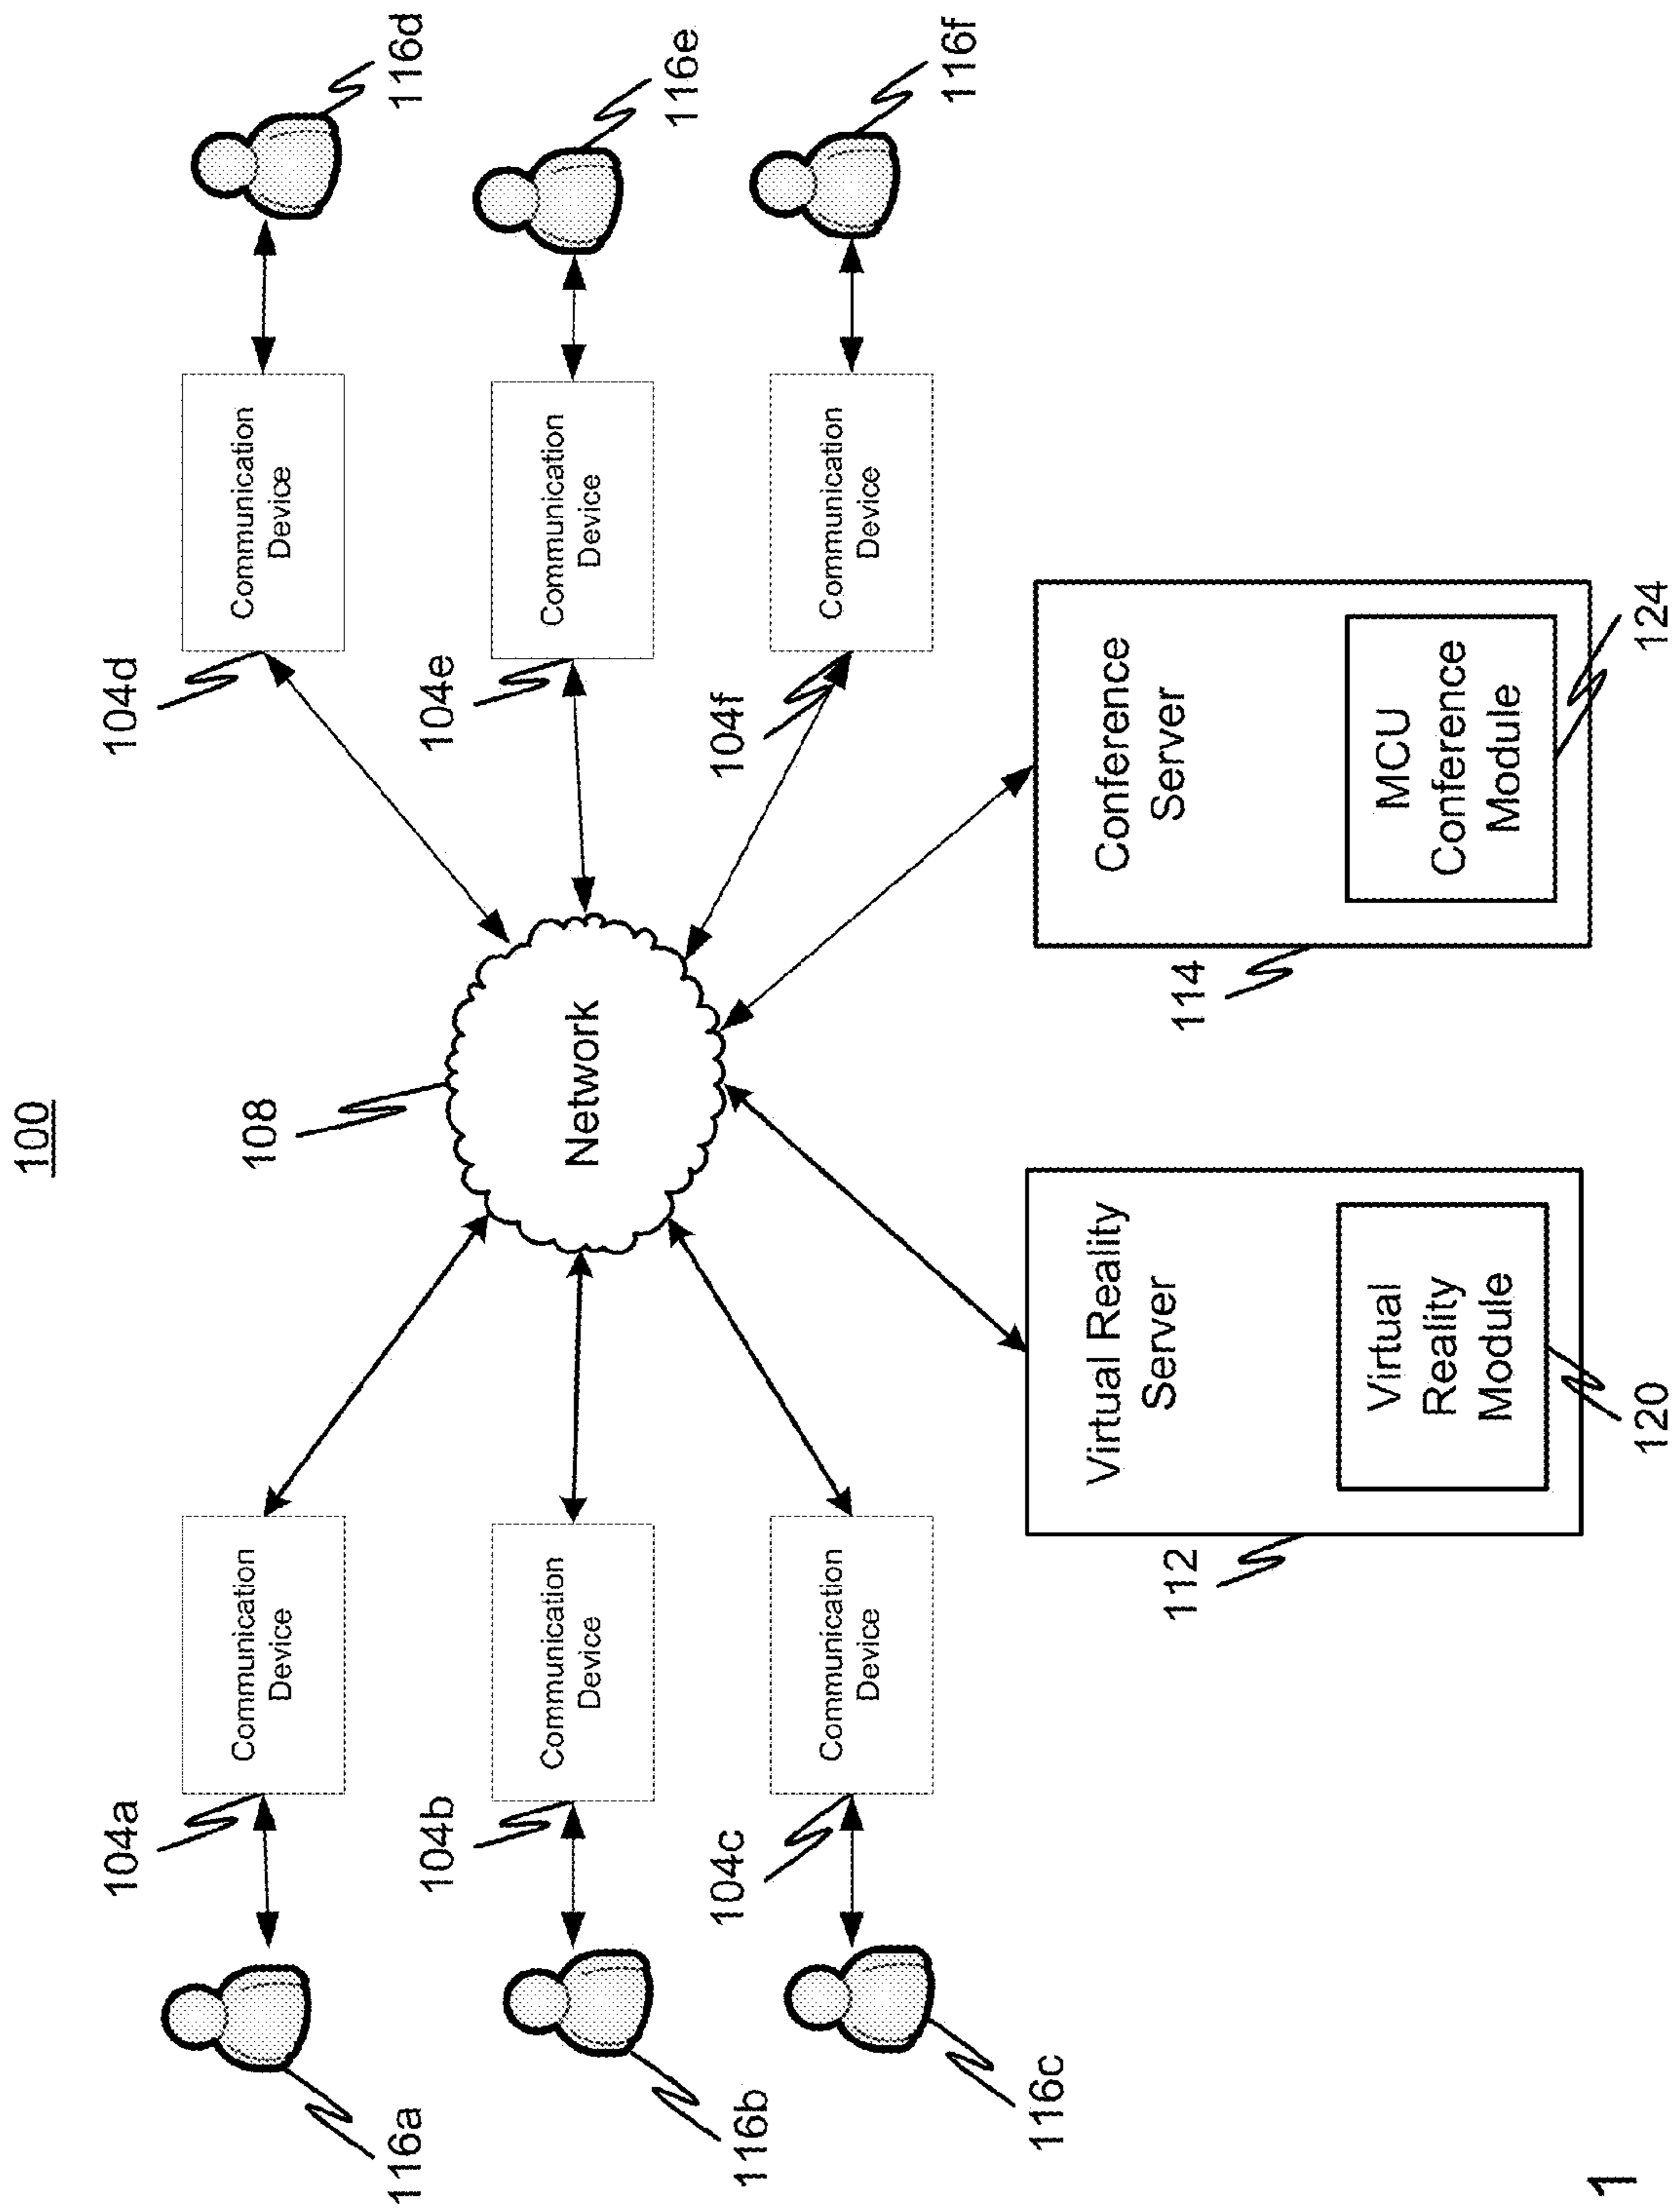 100
108
104a
104d
116d
Communication
Device
Communication
Device
116a
104b
104e
116e
Communication
Device
Network
Communication
Device
116b
104c
104f
116f
Communication
Device
Communication
Device
116c
112
Virtual Reality
Server
114
Conference
Server
Virtual
Reality
Module
MCU
Conference
Module
120
124
1